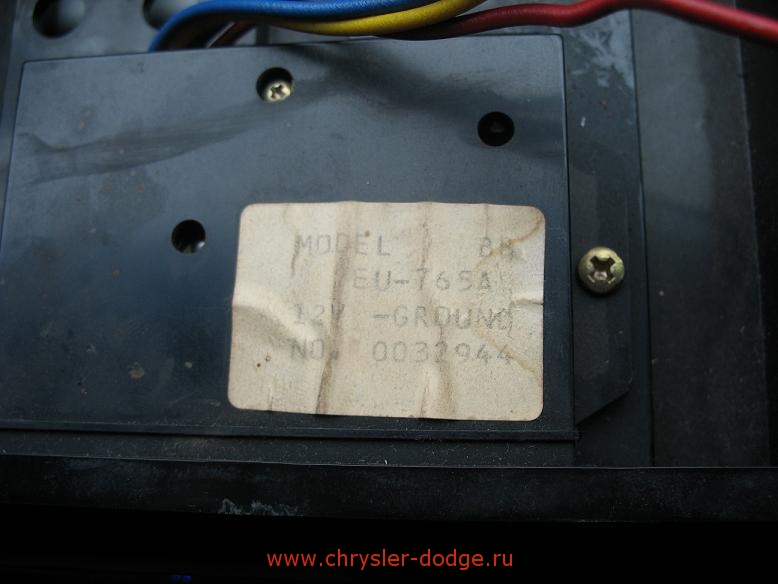 MODEL
EU-765A
12V -GROUND
NO. 0032944
www.chrysler-dodge.ru